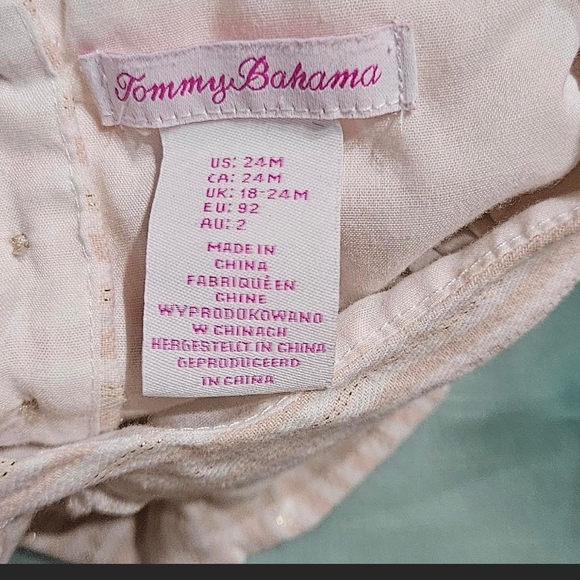 Tommy Bahama
US: 24M
CA: 24M
UK: 18-24M
EU: 92
AU: 2
MADE IN
CHINA
FABRIQUÉ EN
CHINE
WYPRODUKOWANO
W CHINACH
HERGESTELLT IN CHINA
GEPRODUCEERD
IN CHINA